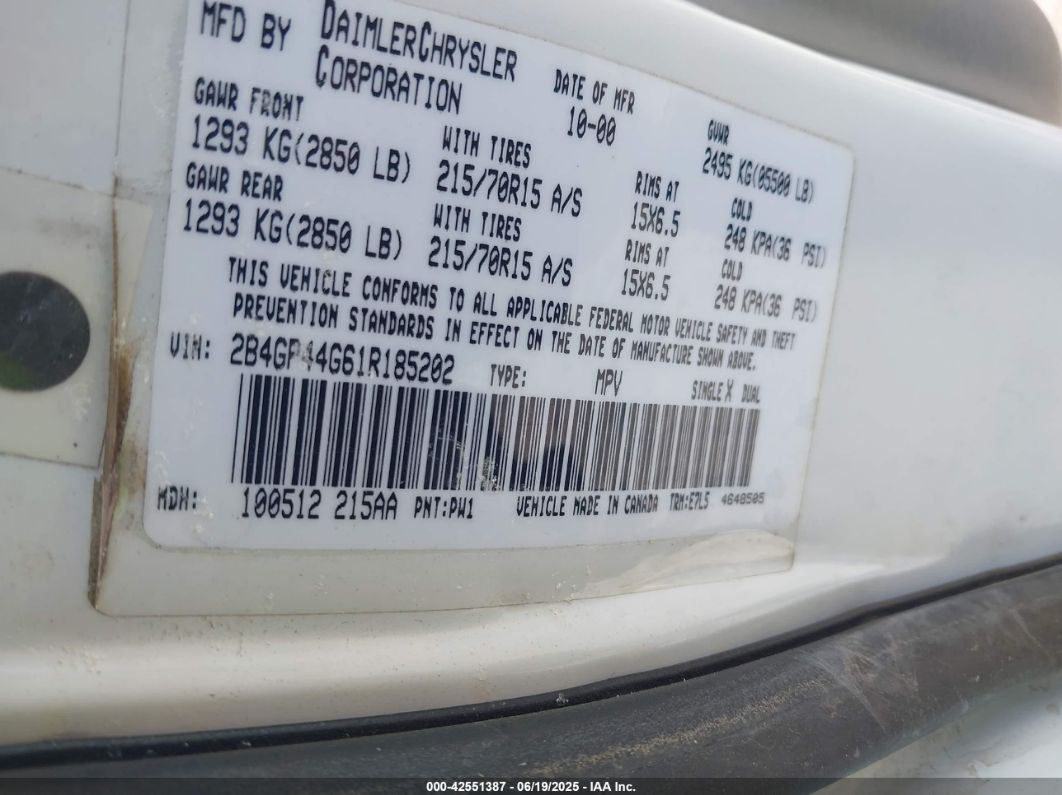 MFD BY DAIMLERCHRYSLER CORPORATION
DATE OF MFR 10-00
GVWR 2495 KG(05500 LB)
GAWR FRONT
1293 KG(2850 LB)
WITH TIRES
215/70R15 A/S
RIMS AT
15X6.5
COLD
248 KPA(36 PSI)
GAWR REAR
1293 KG(2850 LB)
WITH TIRES
215/70R15 A/S
RIMS AT
15X6.5
COLD
248 KPA(36 PSI)
THIS VEHICLE CONFORMS TO ALL APPLICABLE FEDERAL MOTOR VEHICLE SAFETY AND THEFT
PREVENTION STANDARDS IN EFFECT ON THE DATE OF MANUFACTURE SHOWN ABOVE.
VIN: 2B4GP44G61R185202 TYPE: MPV SINGLE X DUAL
MDH: 100512 215AA PNT:PW1 VEHICLE MADE IN CANADA TRM:E7L5 4648505
000-42551387 - 06/19/2025 - IAA Inc.